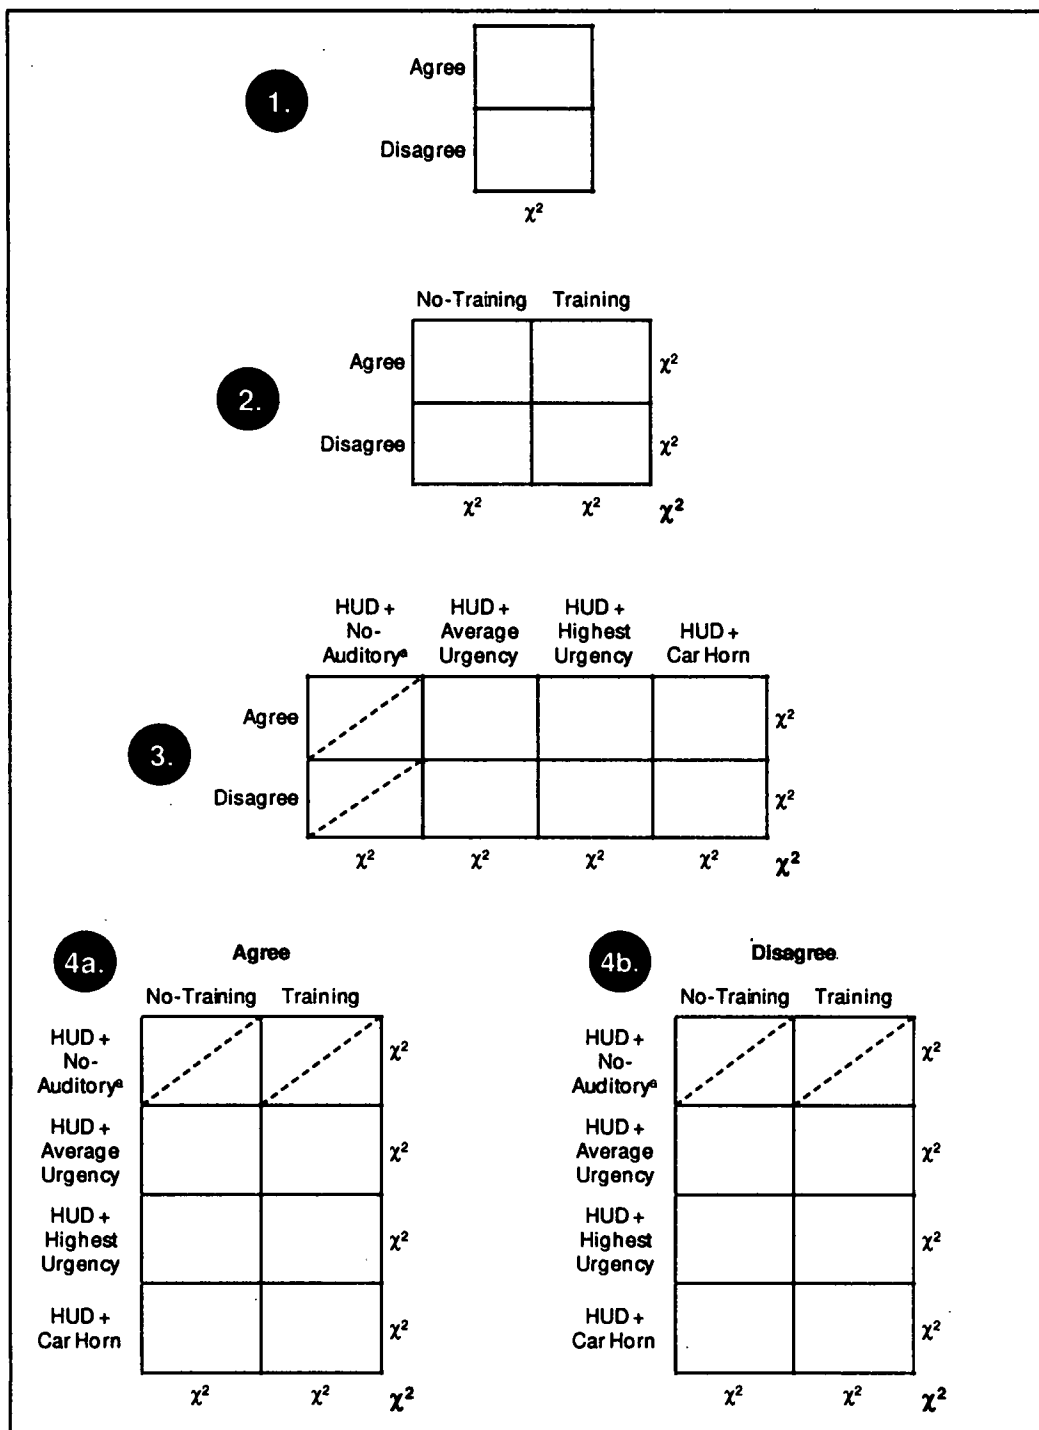 1.
Agree
Disagree
χ²
2.
No-Training Training
Agree χ²
Disagree χ²
χ² χ² χ²
3.
HUD +
No-
Auditoryᵃ
HUD +
Average
Urgency
HUD +
Highest
Urgency
HUD +
Car Horn
Agree χ²
Disagree χ²
χ² χ² χ² χ² χ²
4a.
Agree
No-Training Training
HUD +
No-
Auditoryᵃ
χ²
HUD +
Average
Urgency
χ²
HUD +
Highest
Urgency
χ²
HUD +
Car Horn
χ²
χ² χ² χ²
4b.
Disagree
No-Training Training
HUD +
No-
Auditoryᵃ
χ²
HUD +
Average
Urgency
χ²
HUD +
Highest
Urgency
χ²
HUD +
Car Horn
χ²
χ² χ² χ²